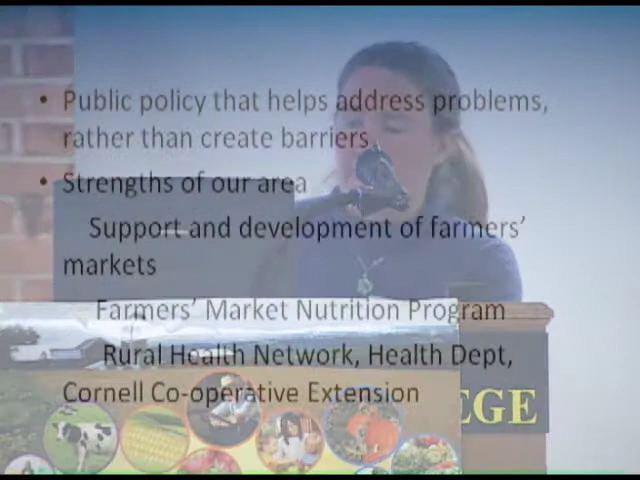 • Public policy that helps address problems,
rather than create barriers
• Strengths of our area
Support and development of farmers'
markets
Farmers' Market Nutrition Program
Rural Health Network, Health Dept,
Cornell Co-operative Extension
EGE